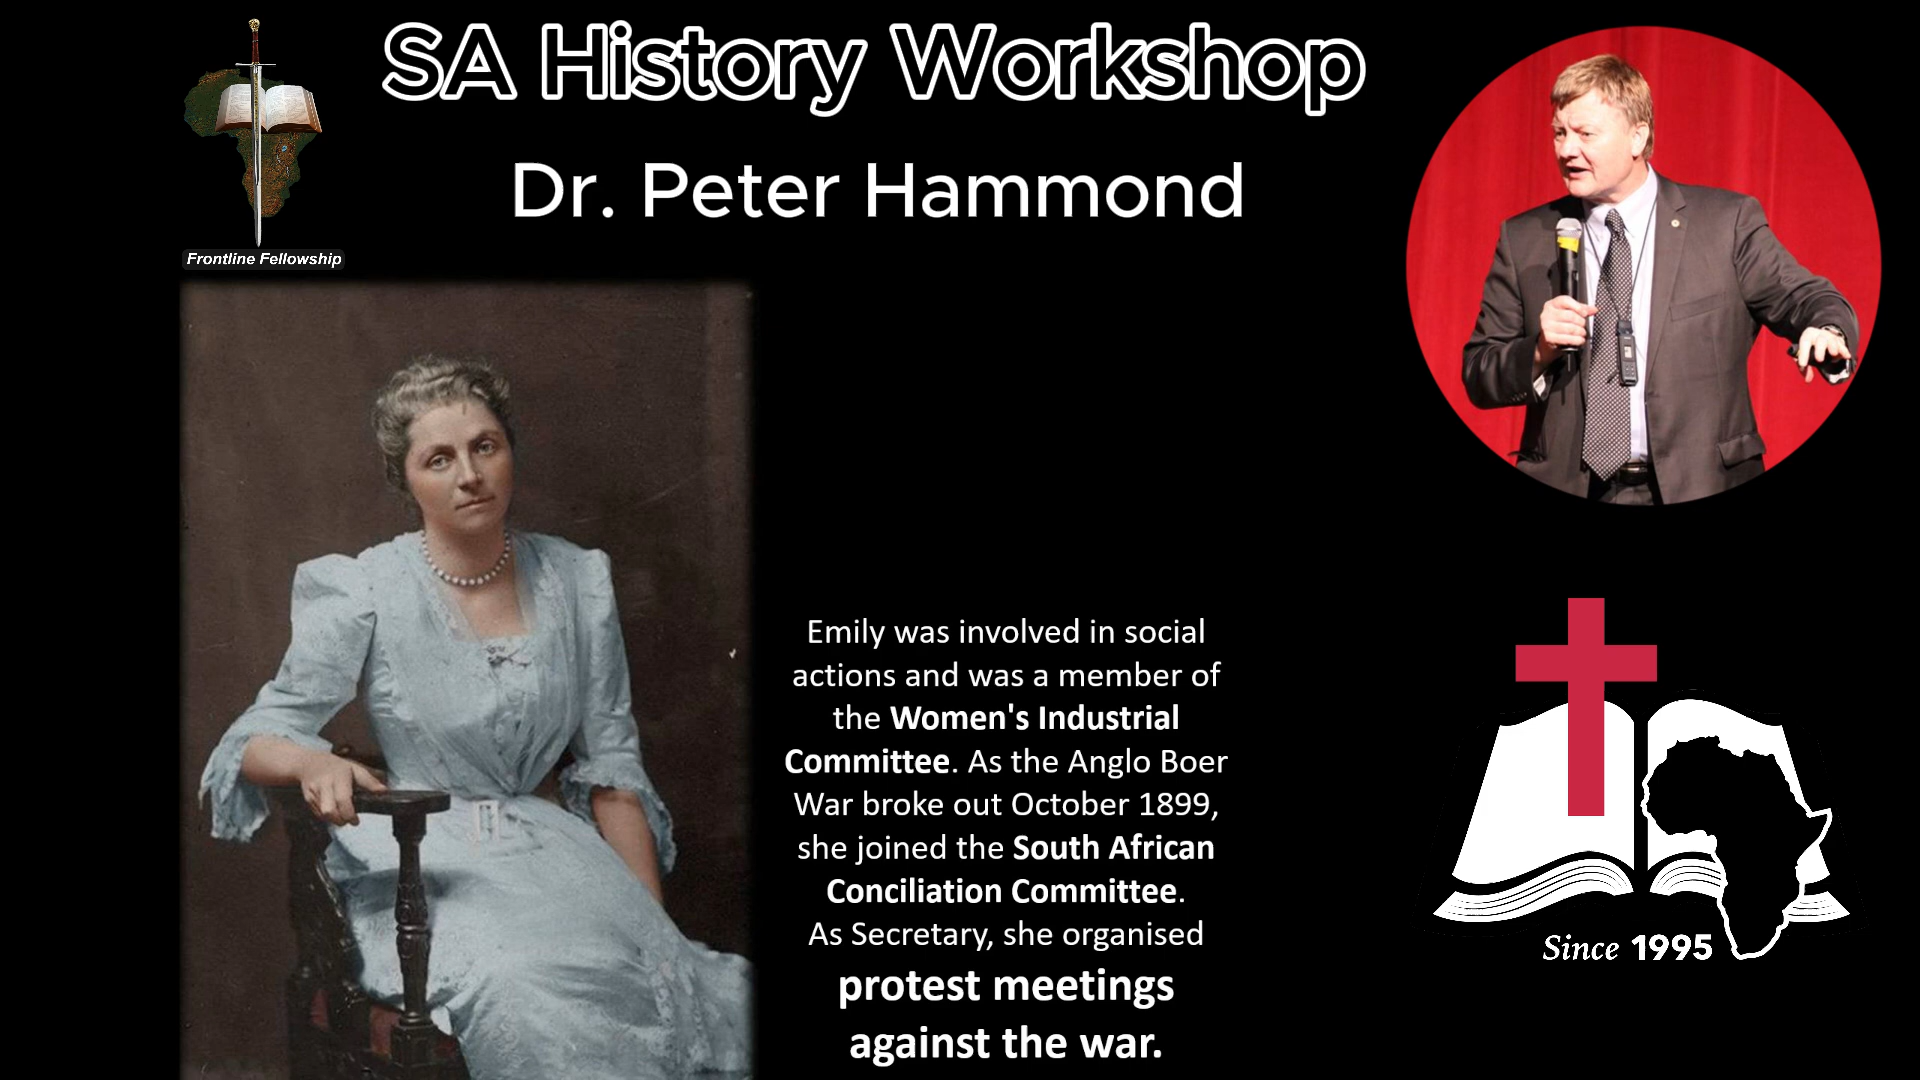 SA History Workshop
Dr. Peter Hammond
Frontline Fellowship
Emily was involved in social
actions and was a member of
the Women's Industrial
Committee. As the Anglo Boer
War broke out October 1899,
she joined the South African
Conciliation Committee.
As Secretary, she organised
protest meetings
against the war.
Since 1995